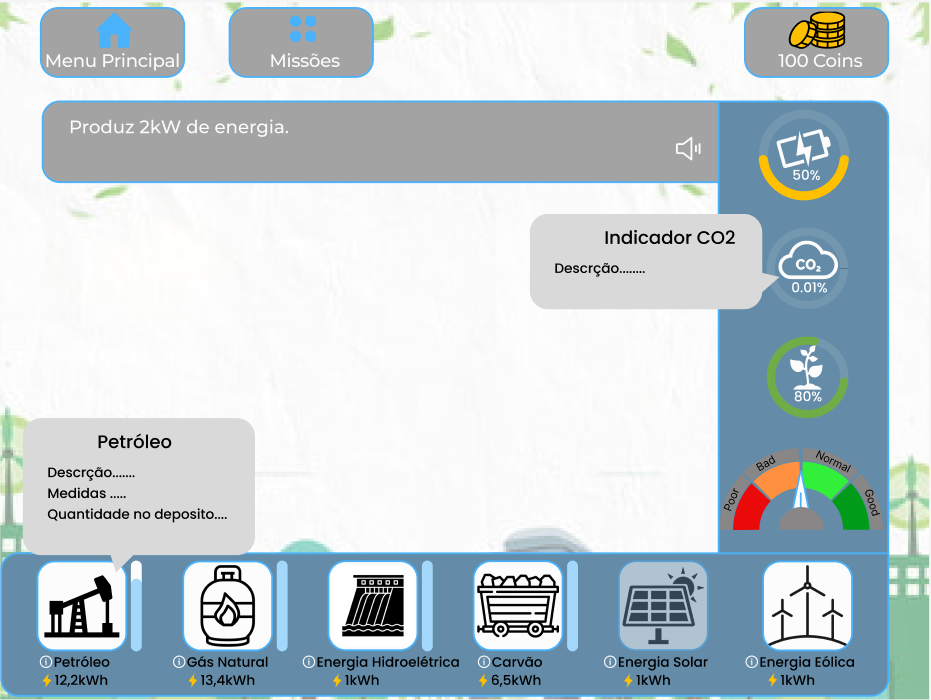 Menu Principal
Missões
100 Coins
Produz 2kW de energia.
50%
Indicador CO2
Descrção........
CO₂
0.01%
80%
Poor
Bad
Normal
Good
Petróleo
Descrção.......
Medidas .....
Quantidade no deposito....
Petróleo
12,2kWh
Gás Natural
13,4kWh
Energia Hidroelétrica
1kWh
Carvão
6,5kWh
Energia Solar
1kWh
Energia Eólica
1kWh